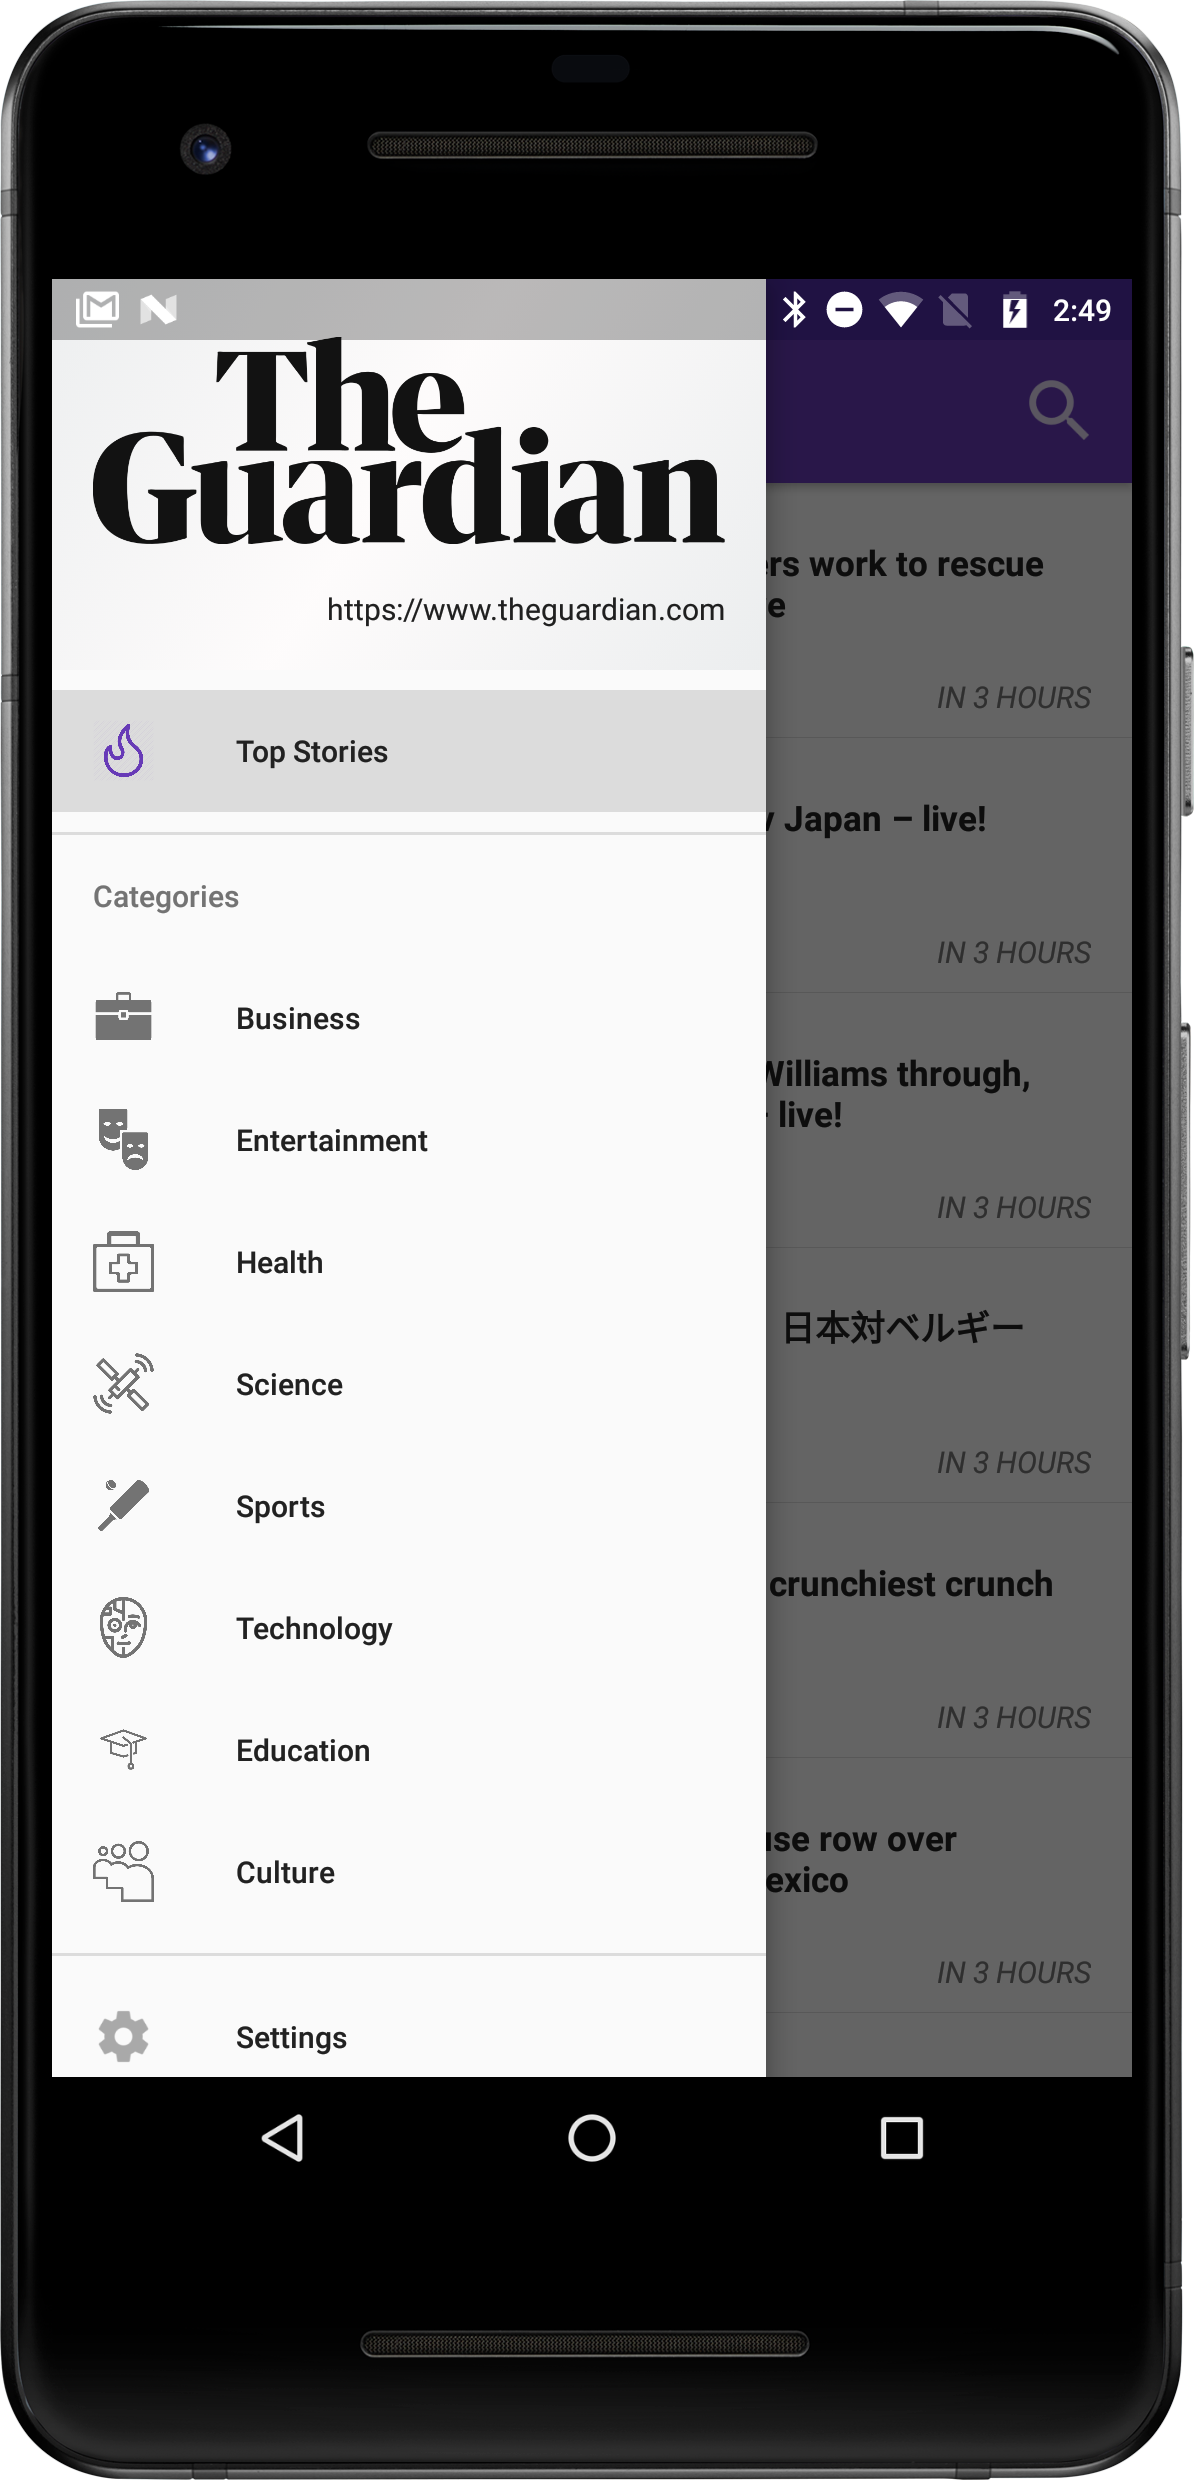 2:49
The
Guardian
https://www.theguardian.com
Top Stories
Categories
Business
Entertainment
Health
Science
Sports
Technology
Education
Culture
Settings
work to rescue
IN 3 HOURS
Japan – live!
IN 3 HOURS
Williams through,
live!
IN 3 HOURS
日本対ベルギー
IN 3 HOURS
crunchiest crunch
IN 3 HOURS
row over
IN 3 HOURS